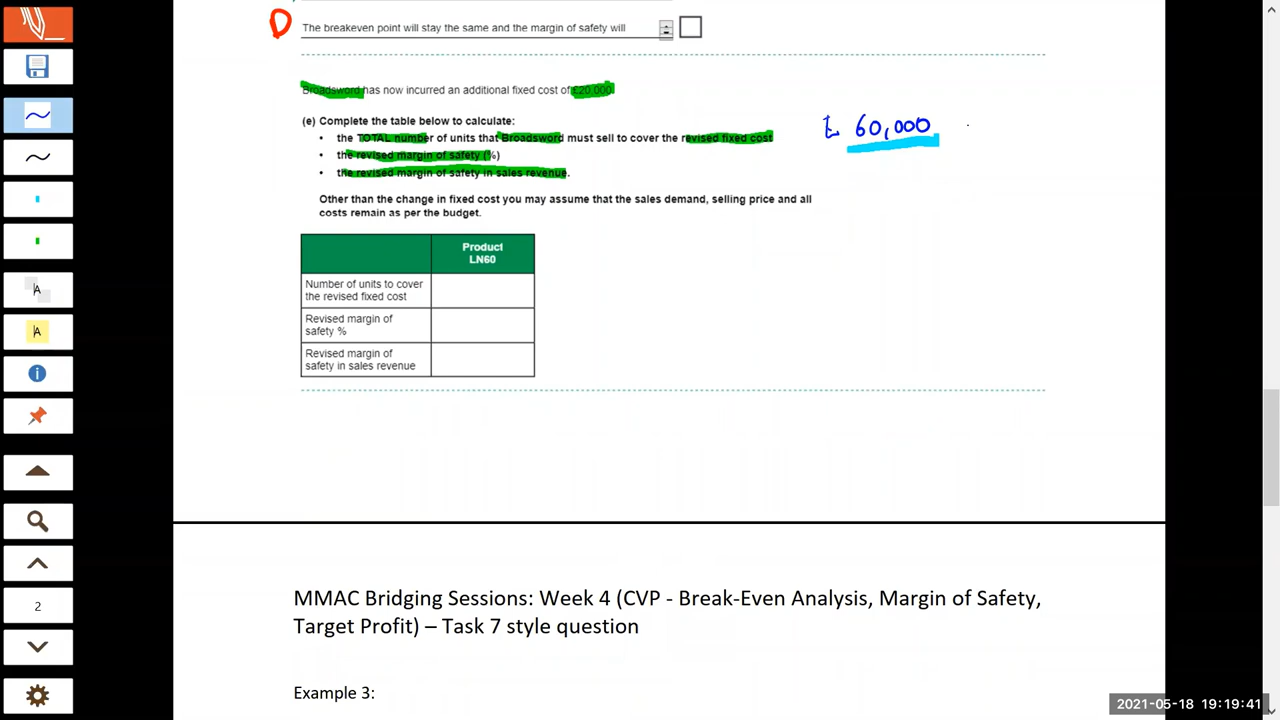 D
The breakeven point will stay the same and the margin of safety will
Broadsword has now incurred an additional fixed cost of £20 000.
(e) Complete the table below to calculate:
• the TOTAL number of units that Broadsword must sell to cover the revised fixed cost
£ 60,000
• the revised margin of safety (%)
• the revised margin of safety in sales revenue.
Other than the change in fixed cost you may assume that the sales demand, selling price and all
costs remain as per the budget.
Product
LN60
Number of units to cover
the revised fixed cost
Revised margin of
safety %
Revised margin of
safety in sales revenue
A
A
i
2
MMAC Bridging Sessions: Week 4 (CVP - Break-Even Analysis, Margin of Safety,
Target Profit) – Task 7 style question
Example 3:
2021-05-18 19:19:41